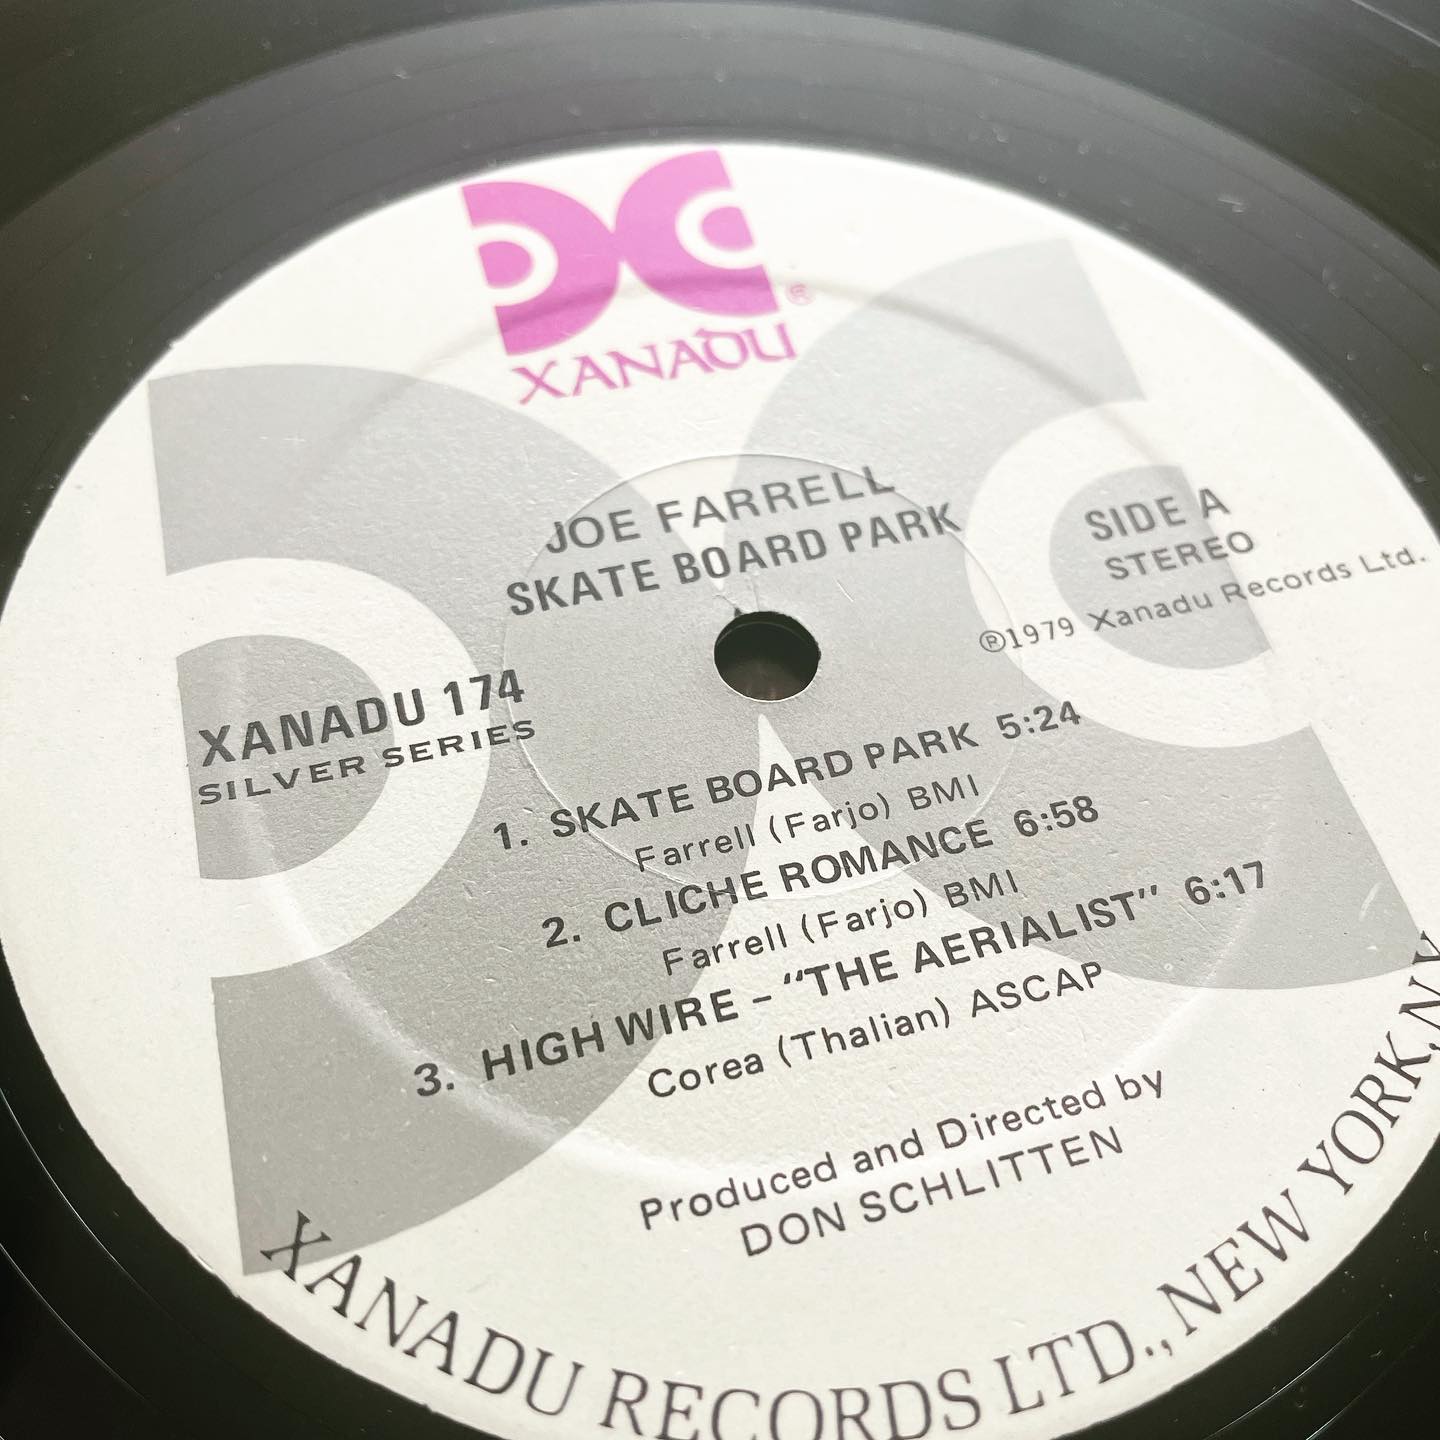 XANADU ®
JOE FARRELL
SKATE BOARD PARK
SIDE A
STEREO
℗1979 Xanadu Records Ltd.
XANADU 174
SILVER SERIES
1. SKATE BOARD PARK 5:24
Farrell (Farjo) BMI
2. CLICHE ROMANCE 6:58
Farrell (Farjo) BMI
3. HIGH WIRE – “THE AERIALIST” 6:17
Corea (Thalian) ASCAP
Produced and Directed by
DON SCHLITTEN
XANADU RECORDS LTD., NEW YORK, N.Y.